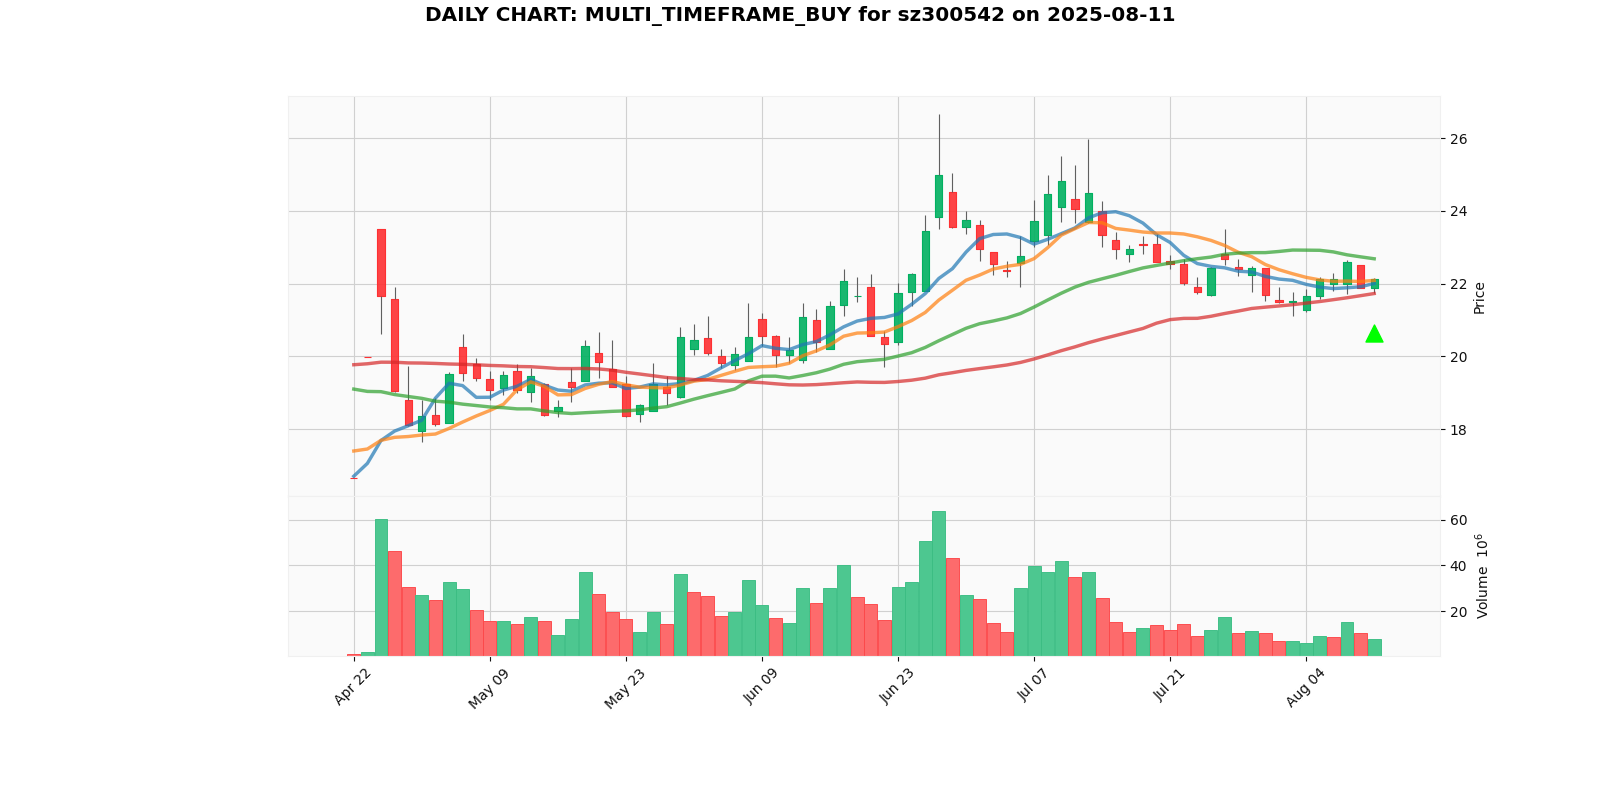 DAILY CHART: MULTI_TIMEFRAME_BUY for sz300542 on 2025-08-11
26
24
22
20
18
Price
60
40
20
Volume 10^6
Apr 22
May 09
May 23
Jun 09
Jun 23
Jul 07
Jul 21
Aug 04